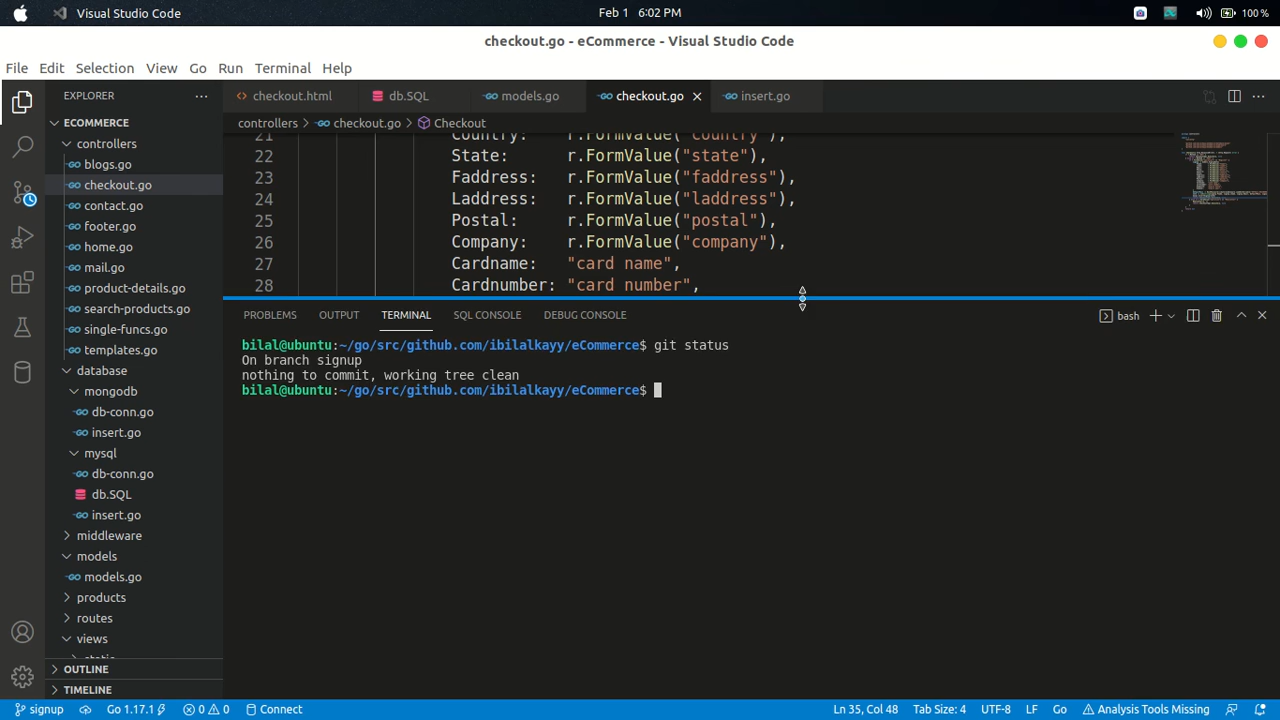 Visual Studio Code
Feb 1 6:02 PM
100 %
checkout.go - eCommerce - Visual Studio Code
File Edit Selection View Go Run Terminal Help
EXPLORER
checkout.html
db.SQL
models.go
checkout.go
insert.go
controllers > checkout.go > Checkout
ECOMMERCE
controllers
blogs.go
checkout.go
contact.go
footer.go
home.go
mail.go
product-details.go
search-products.go
single-funcs.go
templates.go
database
mongodb
db-conn.go
insert.go
mysql
db-conn.go
db.SQL
insert.go
middleware
models
models.go
products
routes
views
static
OUTLINE
TIMELINE
21 Country: r.FormValue("country"),
22 State: r.FormValue("state"),
23 Faddress: r.FormValue("faddress"),
24 Laddress: r.FormValue("laddress"),
25 Postal: r.FormValue("postal"),
26 Company: r.FormValue("company"),
27 Cardname: "card name",
28 Cardnumber: "card number",
PROBLEMS OUTPUT TERMINAL SQL CONSOLE DEBUG CONSOLE
bash
bilal@ubuntu:~/go/src/github.com/ibilalkayy/eCommerce$ git status
On branch signup
nothing to commit, working tree clean
bilal@ubuntu:~/go/src/github.com/ibilalkayy/eCommerce$
signup Go 1.17.1 0 0 Connect
Ln 35, Col 48 Tab Size: 4 UTF-8 LF Go Analysis Tools Missing